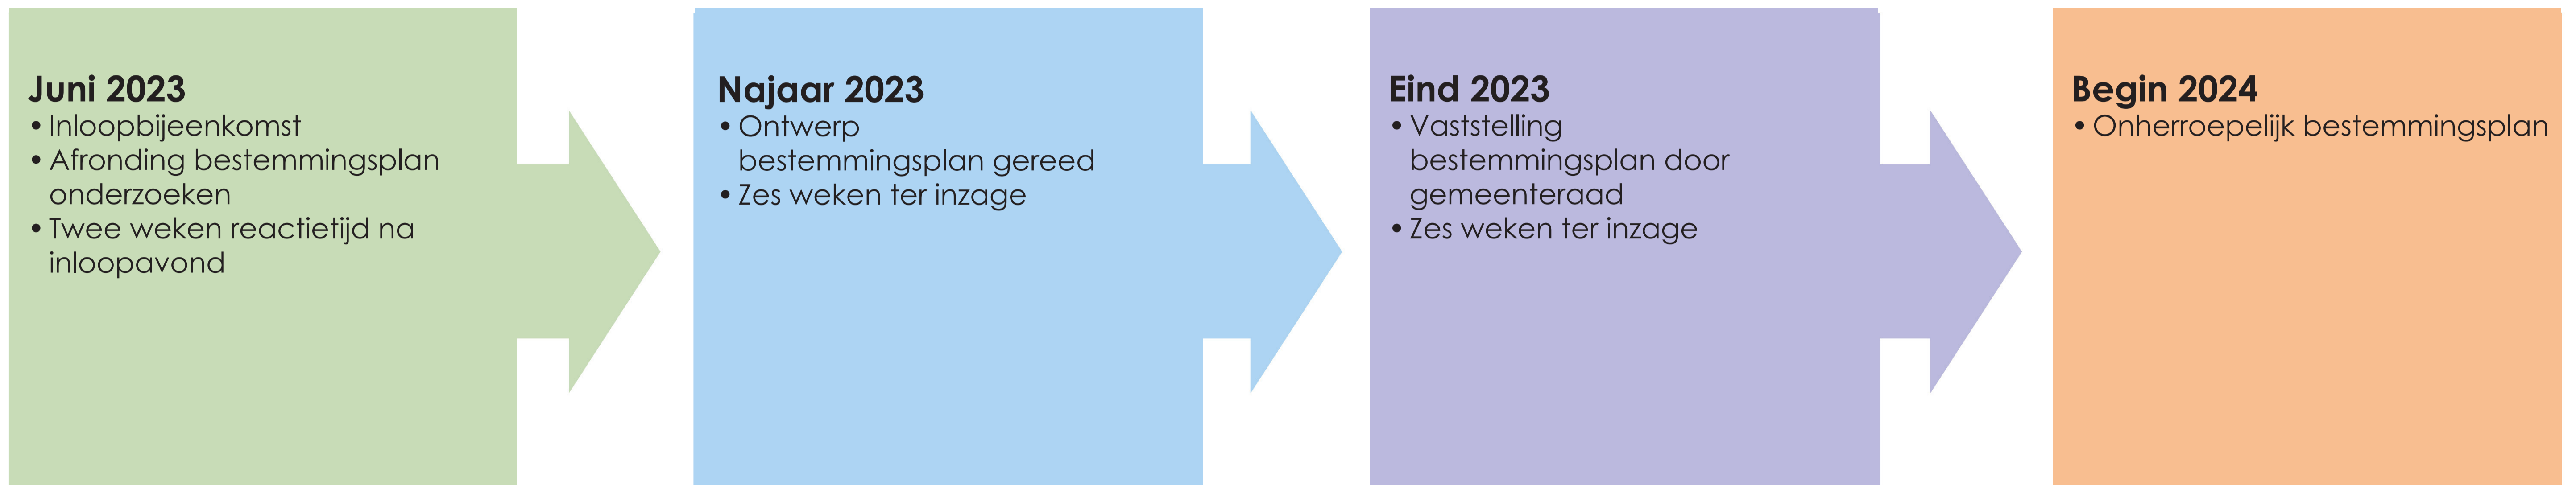 Juni 2023
• Inloopbijeenkomst
• Afronding bestemmingsplan
onderzoeken
• Twee weken reactietijd na
inloopavond
Najaar 2023
• Ontwerp
bestemmingsplan gereed
• Zes weken ter inzage
Eind 2023
• Vaststelling
bestemmingsplan door
gemeenteraad
• Zes weken ter inzage
Begin 2024
• Onherroepelijk bestemmingsplan